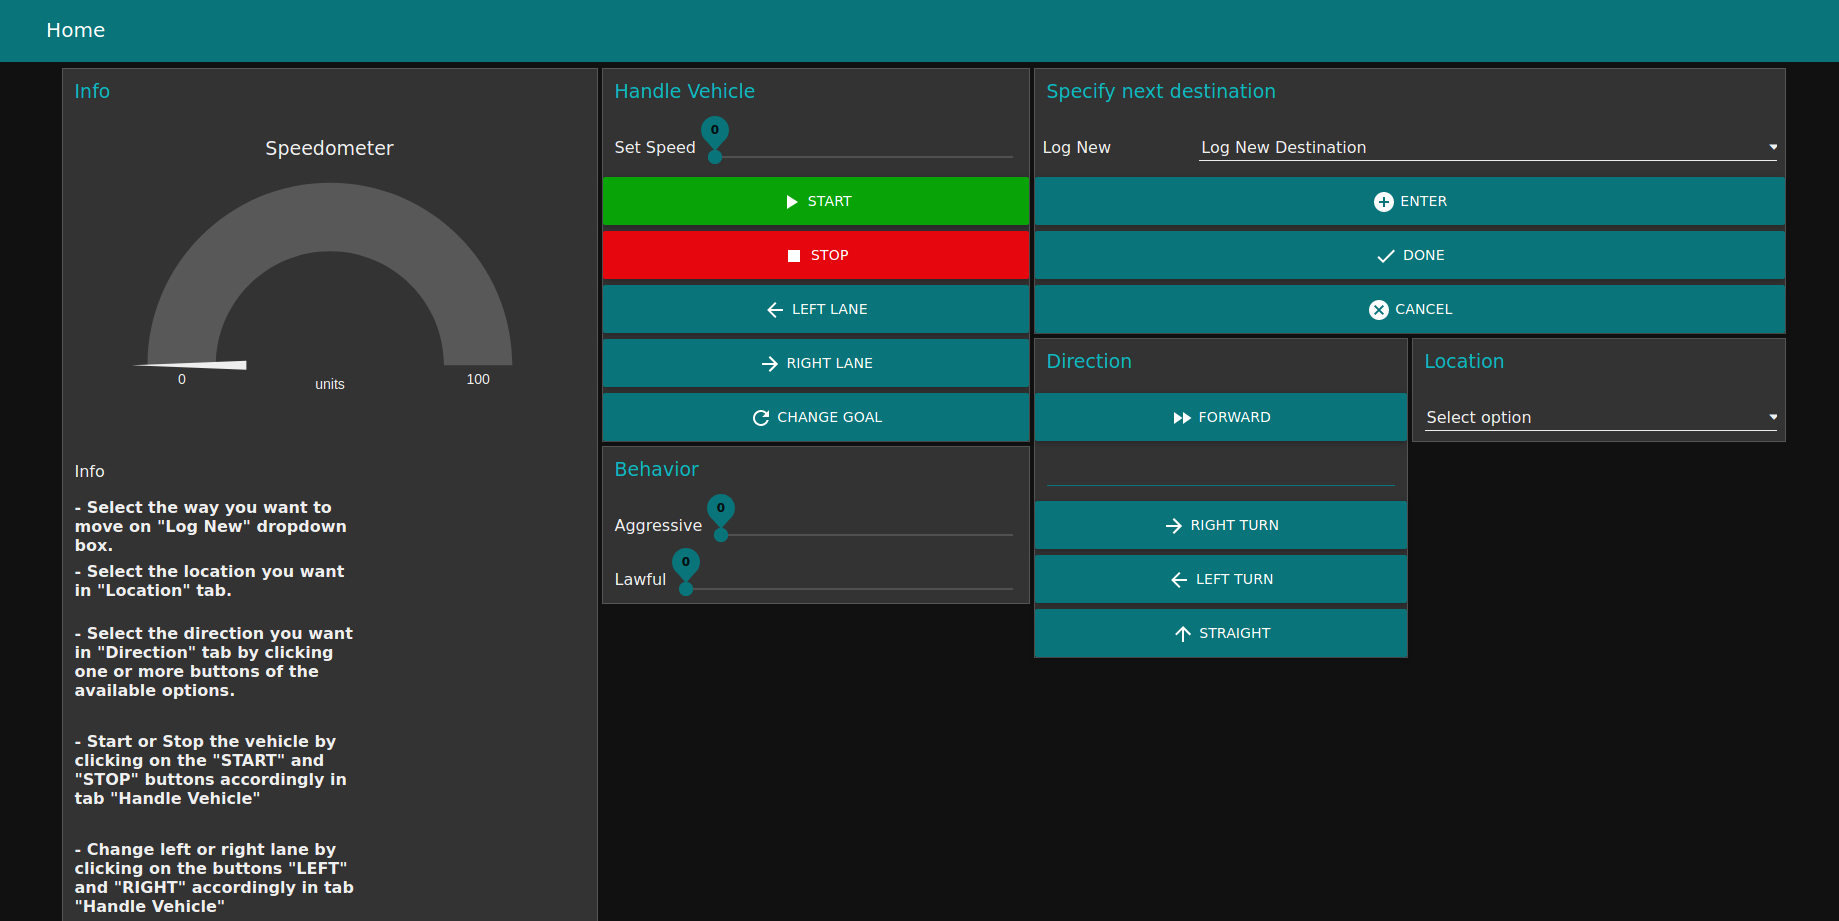 Home
Info
Speedometer
0
units
100
Info
- Select the way you want to
move on "Log New" dropdown
box.
- Select the location you want
in "Location" tab.
- Select the direction you want
in "Direction" tab by clicking
one or more buttons of the
available options.
- Start or Stop the vehicle by
clicking on the "START" and
"STOP" buttons accordingly in
tab "Handle Vehicle"
- Change left or right lane by
clicking on the buttons "LEFT"
and "RIGHT" accordingly in tab
"Handle Vehicle"
Handle Vehicle
Set Speed 0
START
STOP
LEFT LANE
RIGHT LANE
CHANGE GOAL
Behavior
Aggressive 0
Lawful 0
Specify next destination
Log New Log New Destination
ENTER
DONE
CANCEL
Direction
FORWARD
RIGHT TURN
LEFT TURN
STRAIGHT
Location
Select option